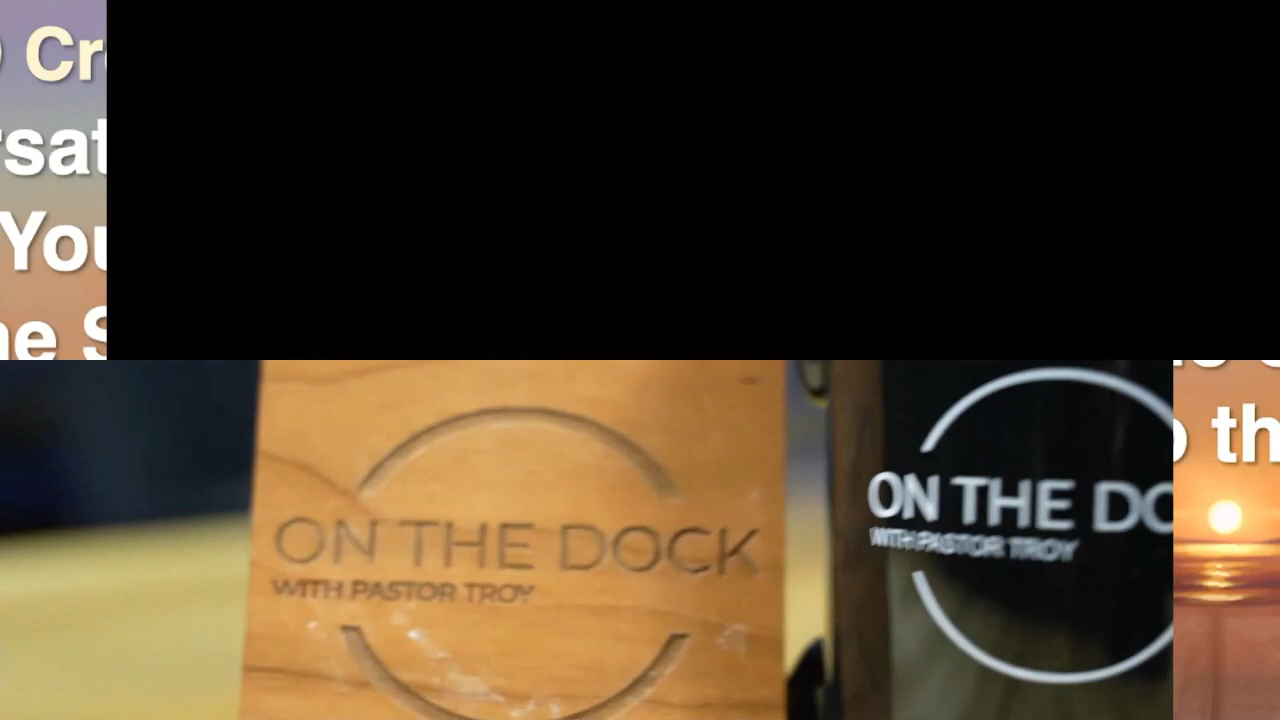 Cr
rsat
You
he S
ON THE DOCK
WITH PASTOR TROY
ON THE DO
WITH PASTOR TROY
o th